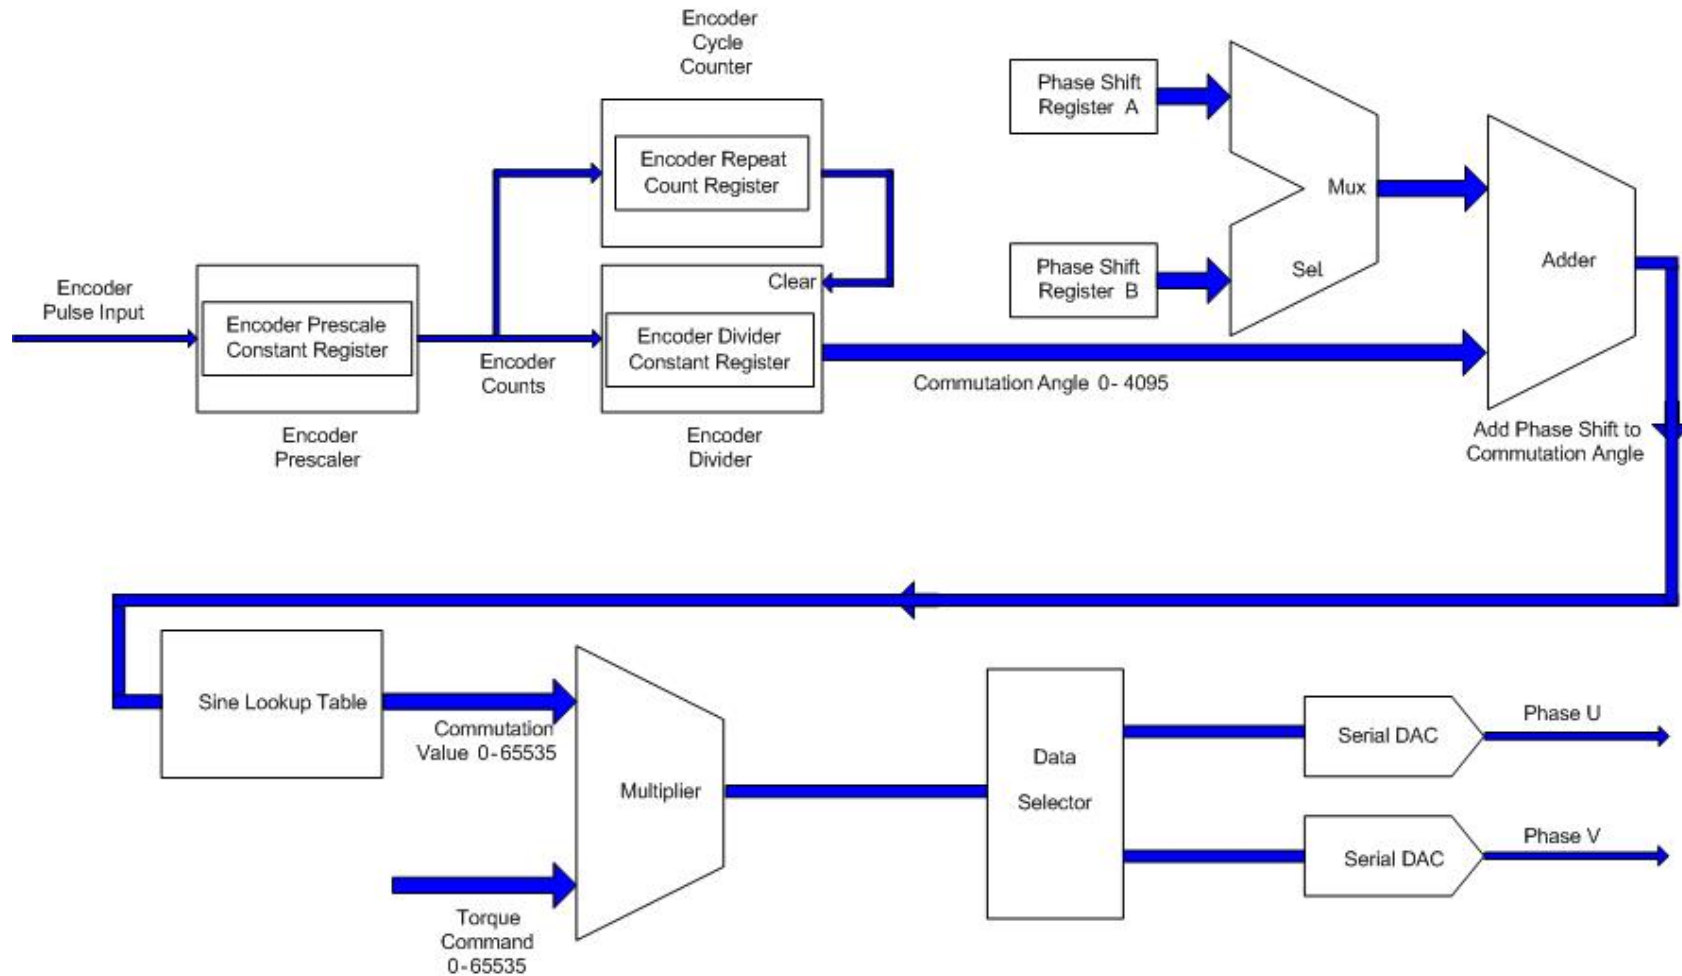 Encoder
Cycle
Counter
Encoder Repeat
Count Register
Phase Shift
Register A
Mux
Phase Shift
Register B
Sel
Adder
Encoder
Pulse Input
Encoder Prescale
Constant Register
Encoder
Prescaler
Encoder
Counts
Clear
Encoder Divider
Constant Register
Encoder
Divider
Commutation Angle 0-4095
Add Phase Shift to
Commutation Angle
Sine Lookup Table
Commutation
Value 0-65535
Multiplier
Torque
Command
0-65535
Data
Selector
Serial DAC
Phase U
Serial DAC
Phase V